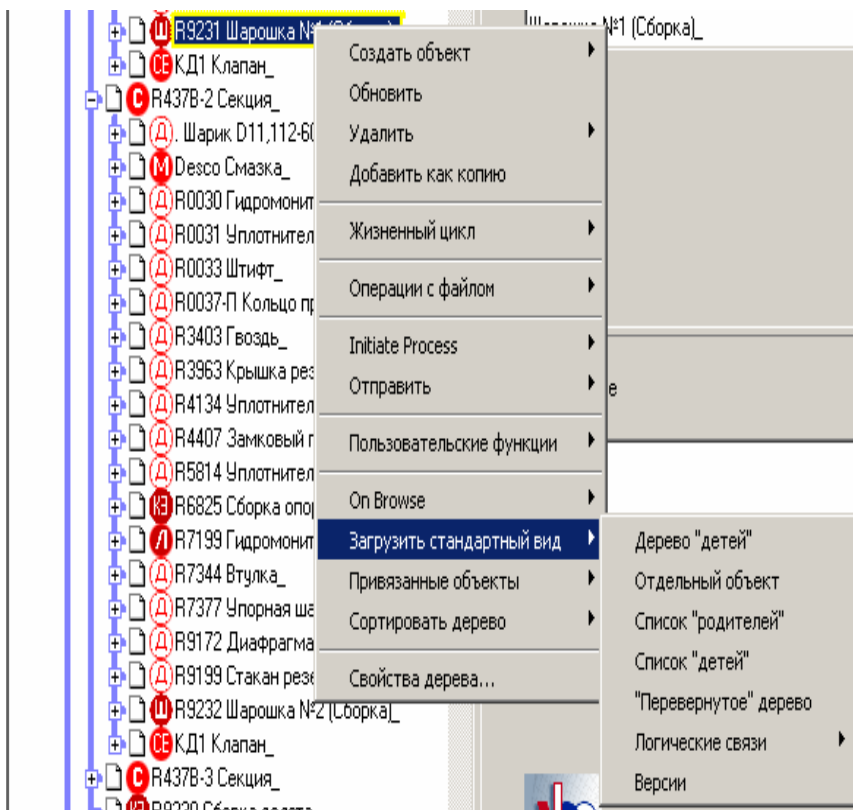 R9231 Шарошка №1 (Сборка)_
Шарошка №1 (Сборка)_
КД1 Клапан_
R437B-2 Секция_
. Шарик D11,112-60
Desco Смазка_
R0030 Гидромонит
R0031 Уплотнител
R0033 Штифт_
R0037-П Кольцо пр
R3403 Гвоздь_
R3963 Крышка рез
R4134 Уплотнител
R4407 Замковый п
R5814 Уплотнител
R6825 Сборка опор
R7199 Гидромонит
R7344 Втулка_
R7377 Упорная ша
R9172 Диафрагма
R9199 Стакан резе
R9232 Шарошка №2 (Сборка)_
КД1 Клапан_
R437B-3 Секция_
Создать объект
Обновить
Удалить
Добавить как копию
Жизненный цикл
Операции с файлом
Initiate Process
Отправить
е
Пользовательские функции
On Browse
Загрузить стандартный вид
Привязанные объекты
Сортировать дерево
Свойства дерева...
Дерево "детей"
Отдельный объект
Список "родителей"
Список "детей"
"Перевернутое" дерево
Логические связи
Версии